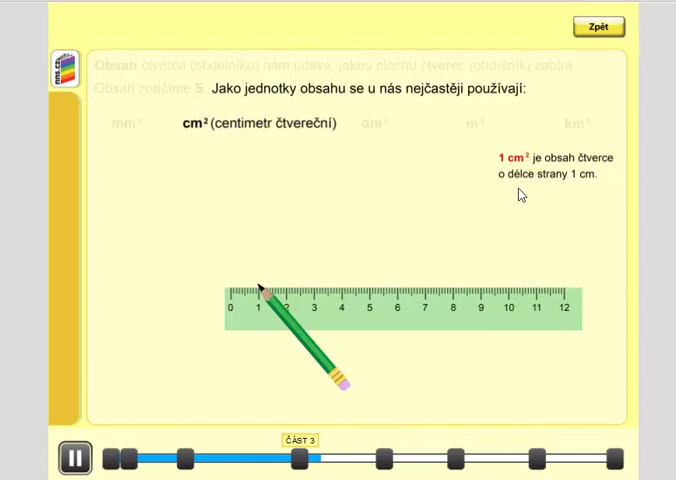 Zpět
nns.cz
Obsah čtverce (obdélníku) nám udává, jakou plochu čtverec (obdélník) zabírá.
Obsah značíme S Jako jednotky obsahu se u nás nejčastěji používají:
mm² cm² (centimetr čtvereční) dm² m² km²
1 cm² je obsah čtverce
o délce strany 1 cm.
0 1 2 3 4 5 6 7 8 9 10 11 12
ČÁST 3